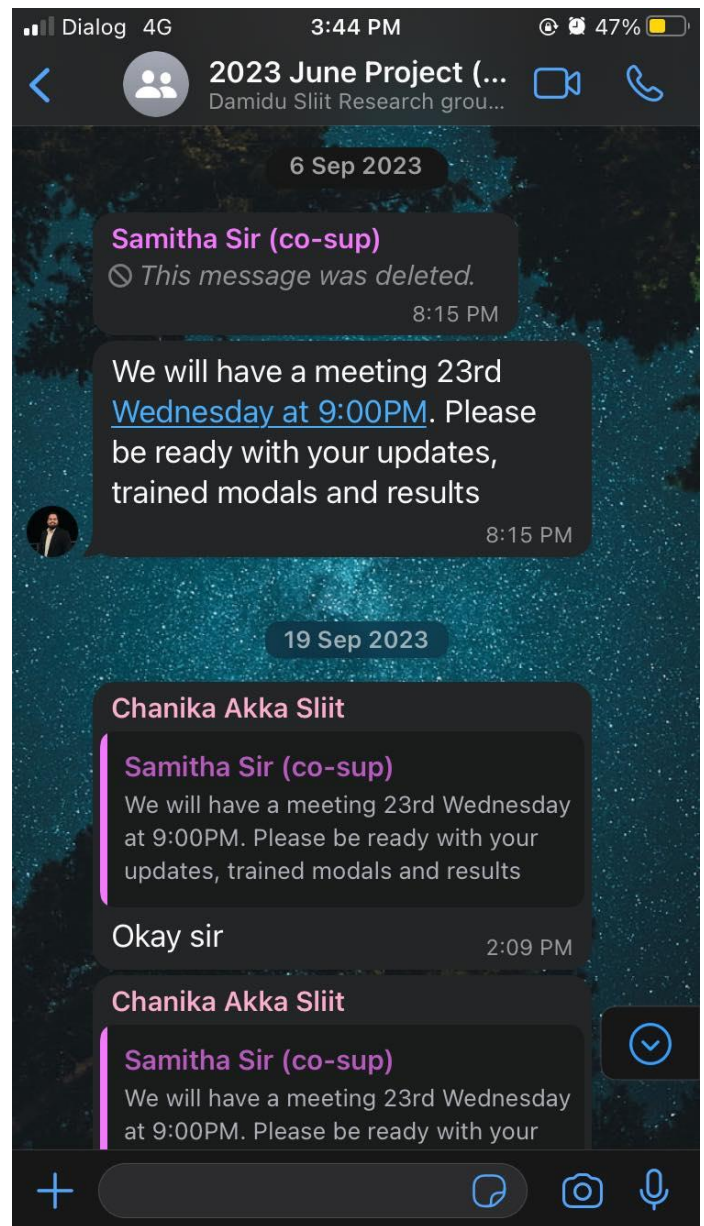 Dialog 4G 3:44 PM 47%
2023 June Project (...
Damidu Sliit Research grou...
6 Sep 2023
Samitha Sir (co-sup)
This message was deleted.
8:15 PM
We will have a meeting 23rd
Wednesday at 9:00PM. Please
be ready with your updates,
trained modals and results
8:15 PM
19 Sep 2023
Chanika Akka Sliit
Samitha Sir (co-sup)
We will have a meeting 23rd Wednesday
at 9:00PM. Please be ready with your
updates, trained modals and results
Okay sir
2:09 PM
Chanika Akka Sliit
Samitha Sir (co-sup)
We will have a meeting 23rd Wednesday
at 9:00PM. Please be ready with your